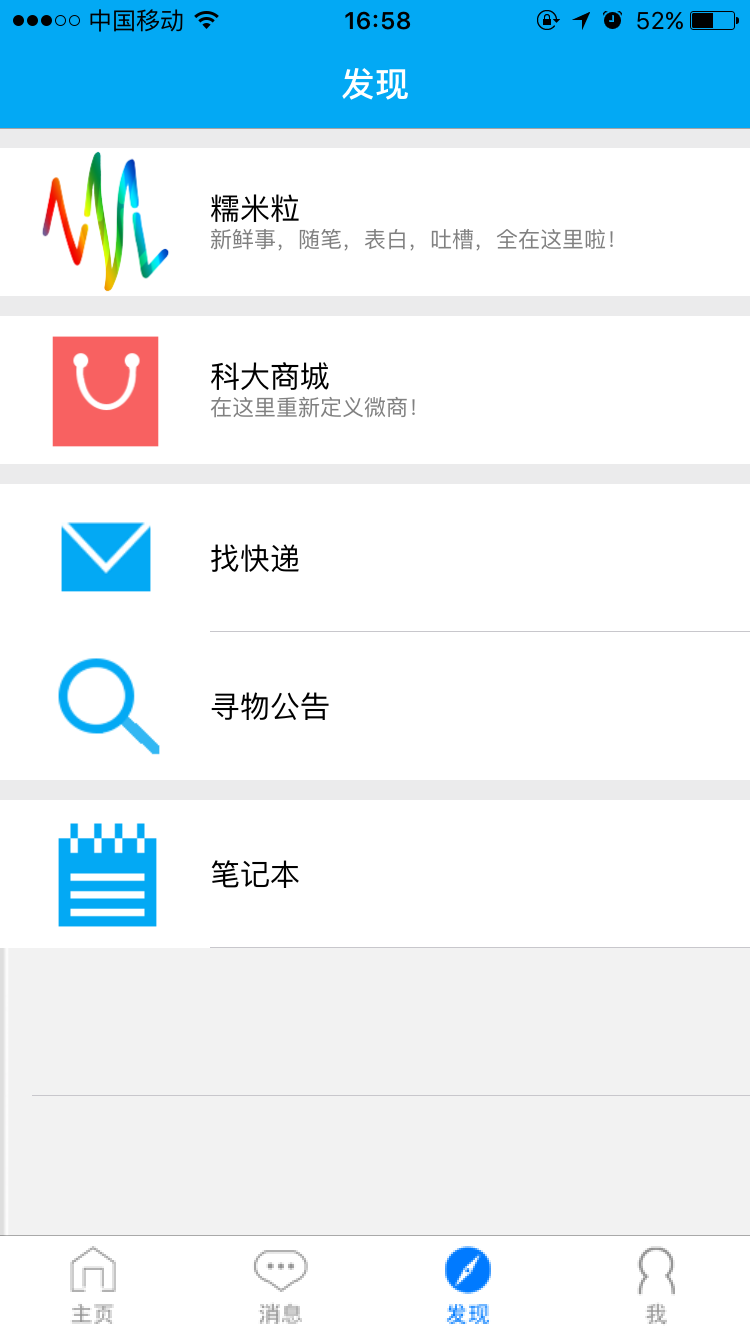 中国移动 16:58 52%
发现
糯米粒
新鲜事，随笔，表白，吐槽，全在这里啦！
科大商城
在这里重新定义微商！
找快递
寻物公告
笔记本
主页 消息 发现 我